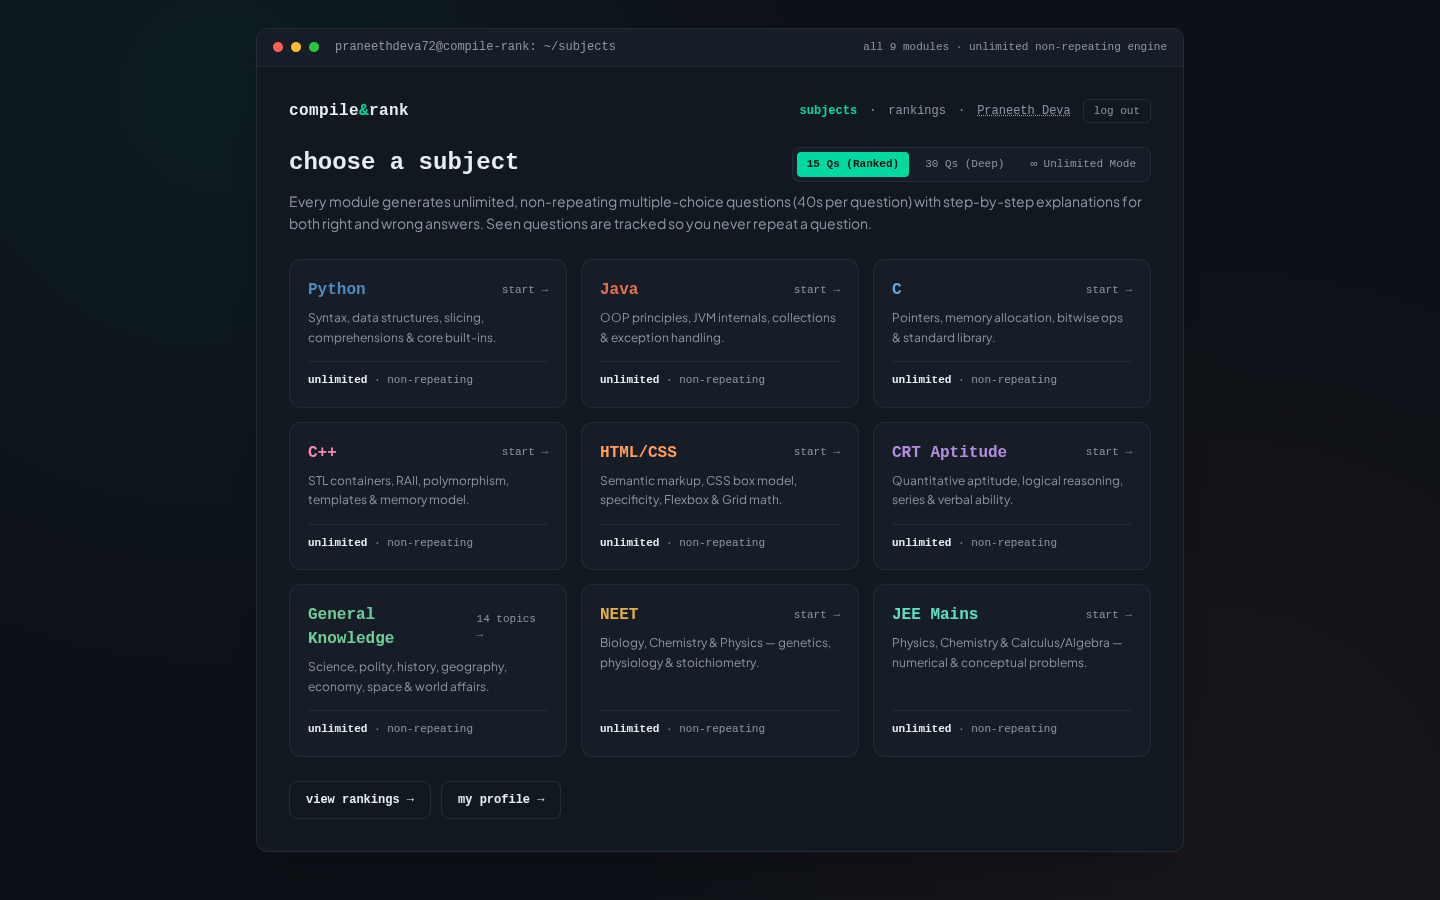 praneethdeva72@compile-rank: ~/subjects
all 9 modules · unlimited non-repeating engine
compile&rank
subjects · rankings · Praneeth Deva log out
choose a subject
15 Qs (Ranked) 30 Qs (Deep) ∞ Unlimited Mode
Every module generates unlimited, non-repeating multiple-choice questions (40s per question) with step-by-step explanations for
both right and wrong answers. Seen questions are tracked so you never repeat a question.
Python start →
Syntax, data structures, slicing,
comprehensions & core built-ins.
unlimited · non-repeating
Java start →
OOP principles, JVM internals, collections
& exception handling.
unlimited · non-repeating
C start →
Pointers, memory allocation, bitwise ops
& standard library.
unlimited · non-repeating
C++ start →
STL containers, RAII, polymorphism,
templates & memory model.
unlimited · non-repeating
HTML/CSS start →
Semantic markup, CSS box model,
specificity, Flexbox & Grid math.
unlimited · non-repeating
CRT Aptitude start →
Quantitative aptitude, logical reasoning,
series & verbal ability.
unlimited · non-repeating
General
Knowledge
14 topics
→
Science, polity, history, geography,
economy, space & world affairs.
unlimited · non-repeating
NEET start →
Biology, Chemistry & Physics — genetics,
physiology & stoichiometry.
unlimited · non-repeating
JEE Mains start →
Physics, Chemistry & Calculus/Algebra —
numerical & conceptual problems.
unlimited · non-repeating
view rankings → my profile →